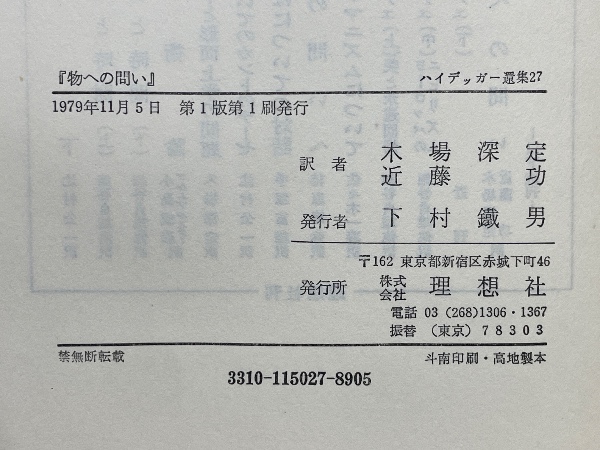 『物への問い』 ハイデッガー選集27
1979年11月5日 第1版第1刷発行
訳者 木場深定
近藤功
発行者 下村鐵男
〒162 東京都新宿区赤城下町46
発行所 株式会社 理想社
電話 03 (268) 1306・1367
振替 (東京) 78303
禁無断転載 斗南印刷・高地製本
3310-115027-8905